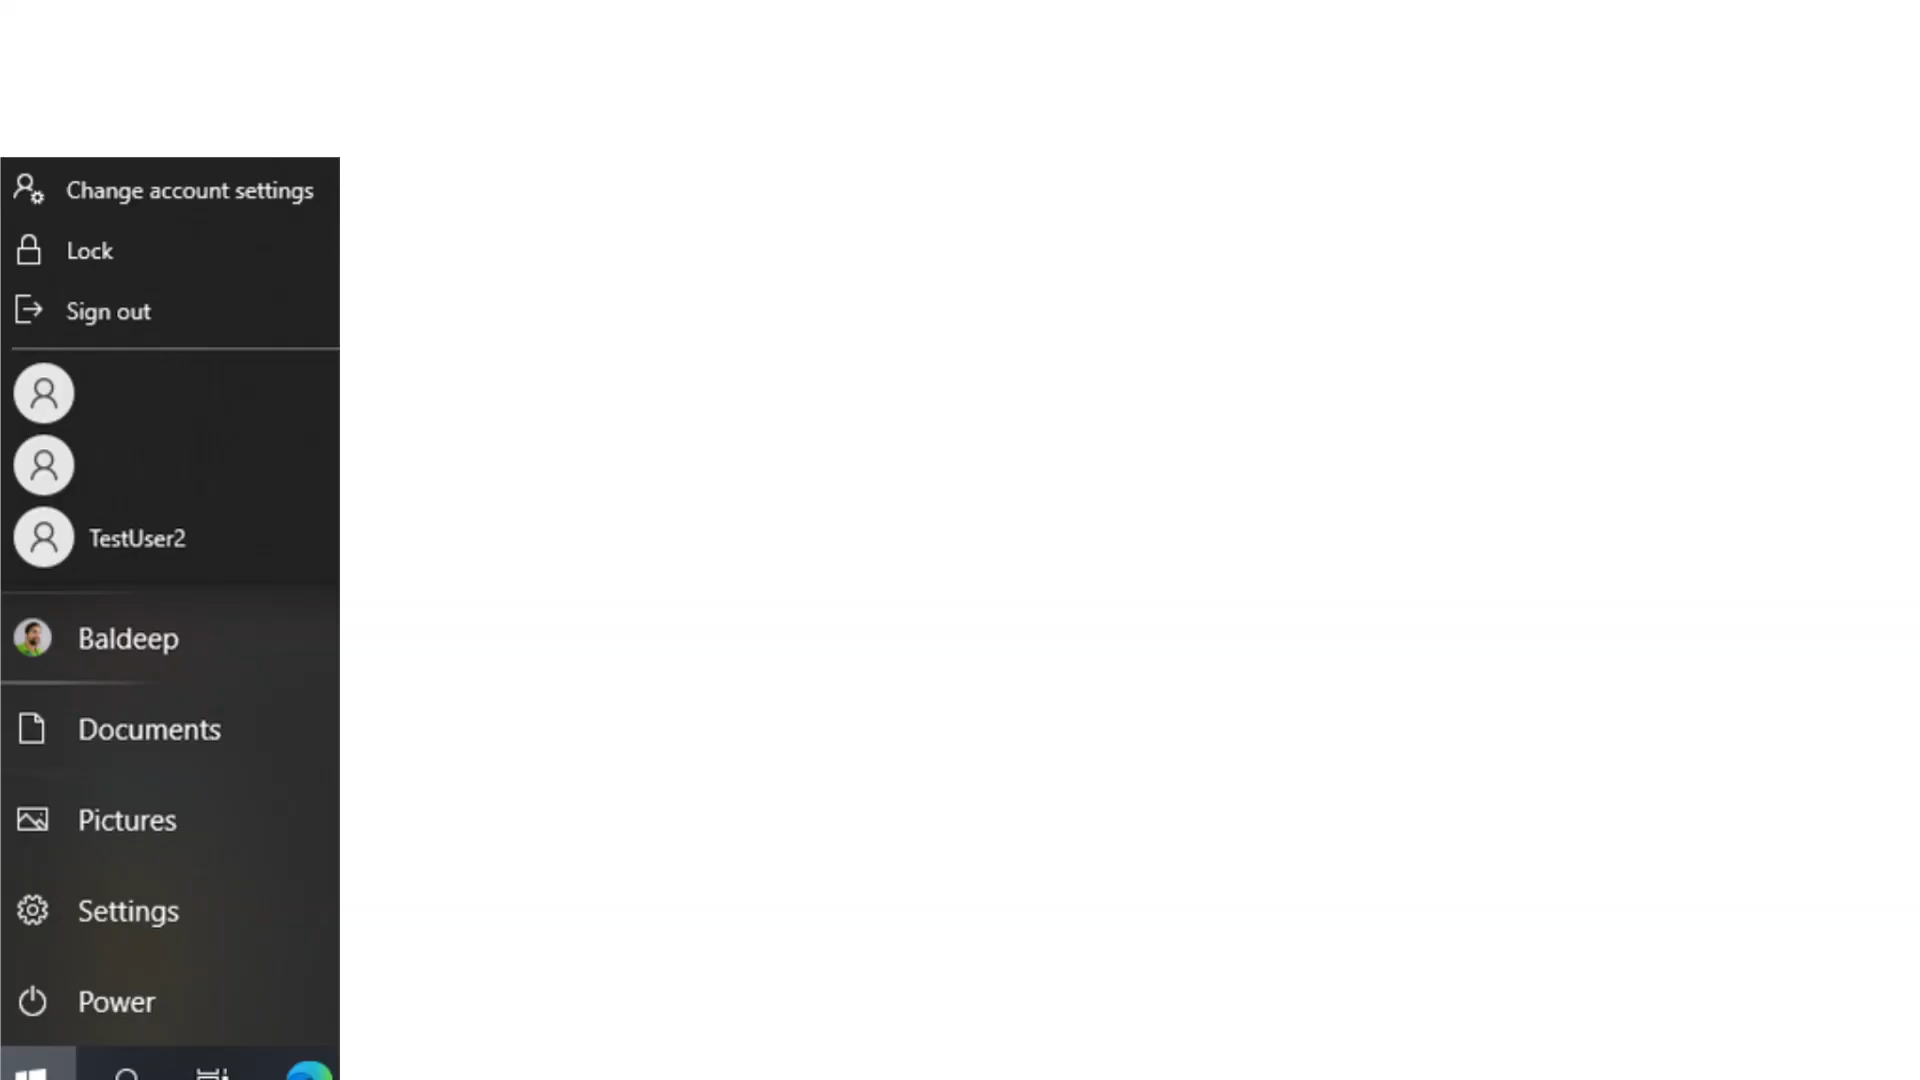 Change account settings
Lock
Sign out
TestUser2
Baldeep
Documents
Pictures
Settings
Power